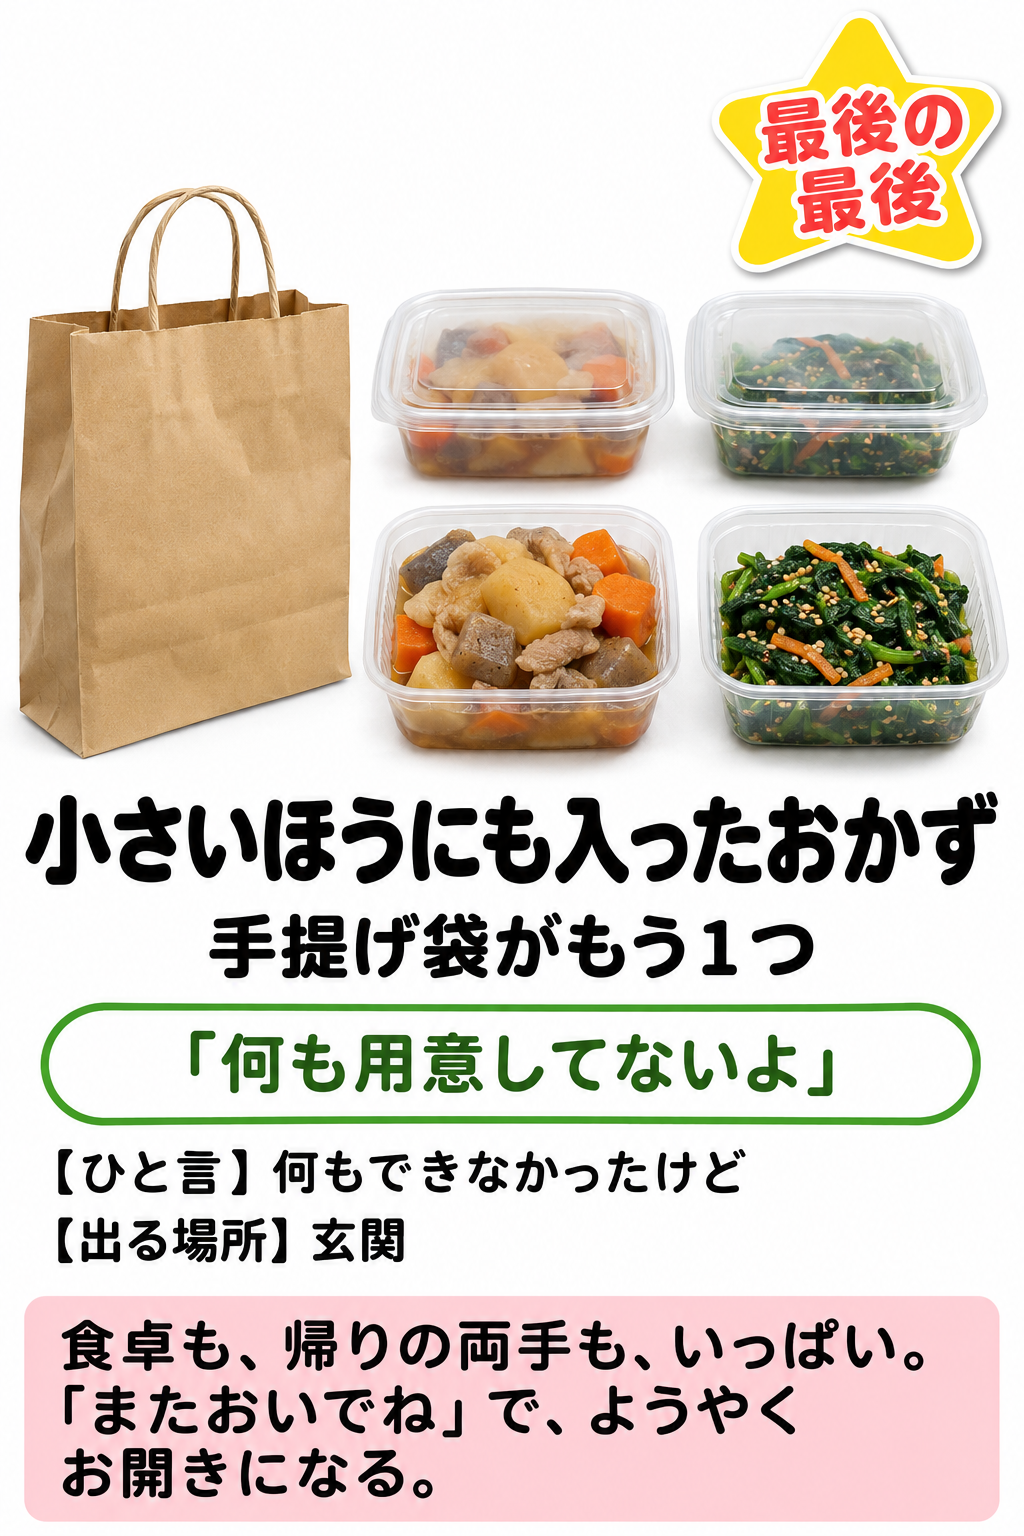 最後の
最後
小さいほうにも入ったおかず
手提げ袋がもう1つ
「何も用意してないよ」
【ひと言】何もできなかったけど
【出る場所】玄関
食卓も、帰りの両手も、いっぱい。
「またおいでね」で、ようやく
お開きになる。